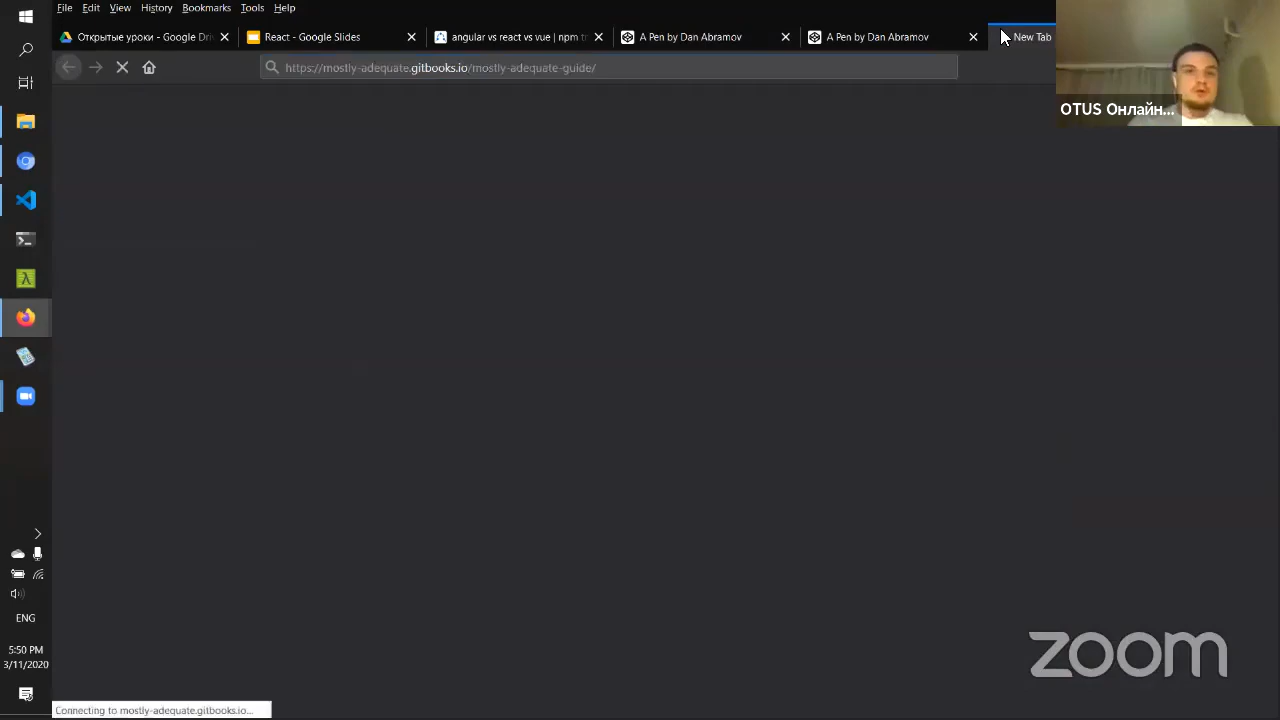 File Edit View History Bookmarks Tools Help
Открытые уроки - Google Dri
React - Google Slides
angular vs react vs vue | npm tr
A Pen by Dan Abramov
A Pen by Dan Abramov
New Tab
https://mostly-adequate.gitbooks.io/mostly-adequate-guide/
OTUS Онлайн...
ENG
5:50 PM
3/11/2020
zoom
Connecting to mostly-adequate.gitbooks.io...